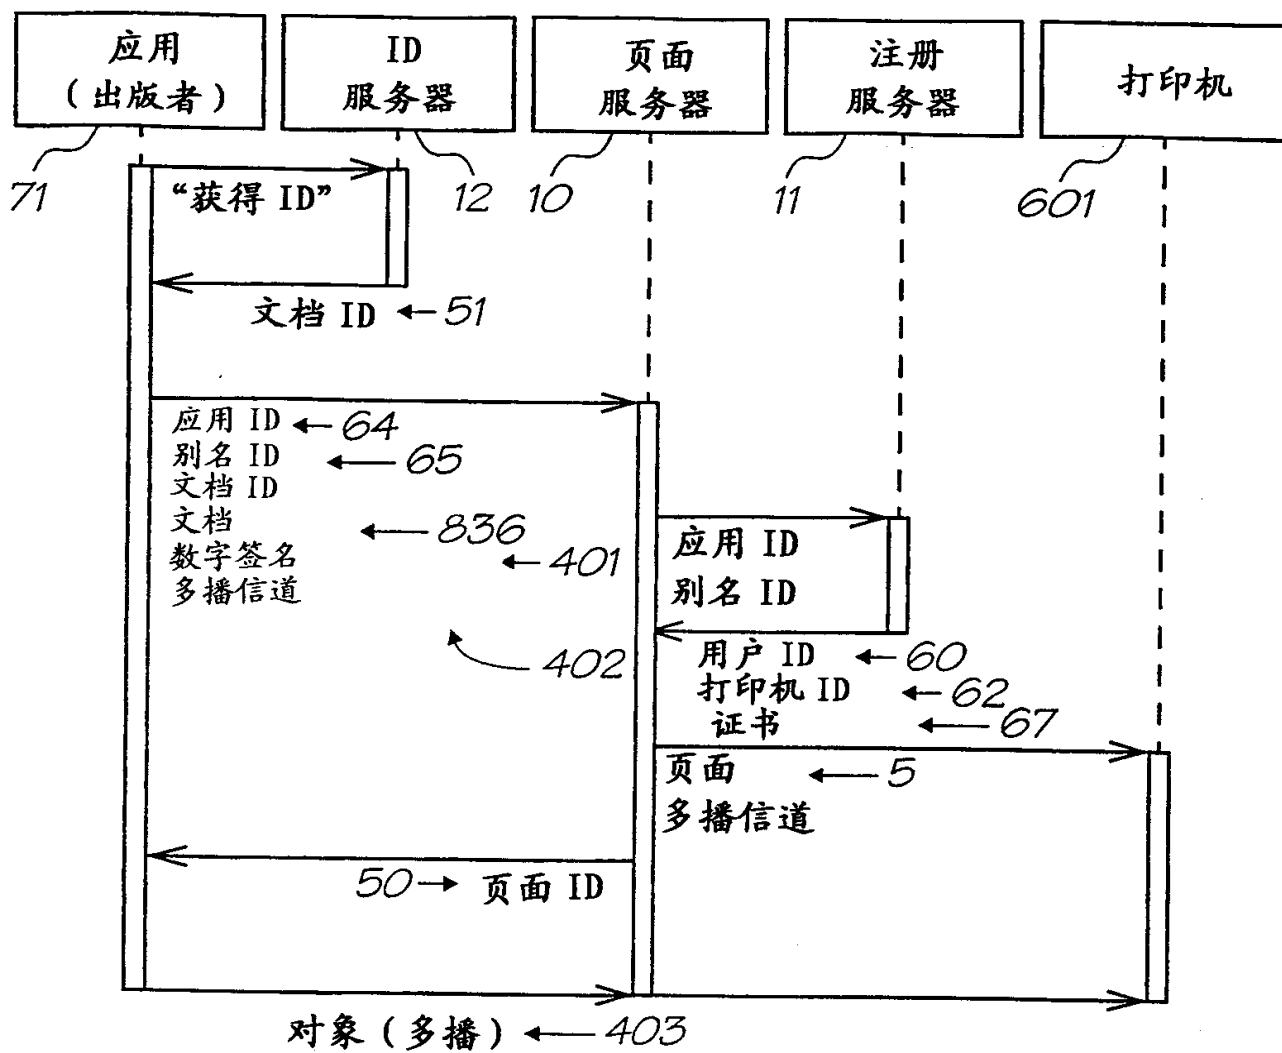 应用
（出版者）
ID
服务器
页面
服务器
注册
服务器
打印机
71
12
10
11
601
“获得 ID”
文档 ID
51
应用 ID
64
别名 ID
65
文档 ID
文档
836
数字签名
401
多播信道
402
应用 ID
别名 ID
用户 ID
60
打印机 ID
62
证书
67
页面
5
多播信道
50
页面 ID
对象（多播）
403